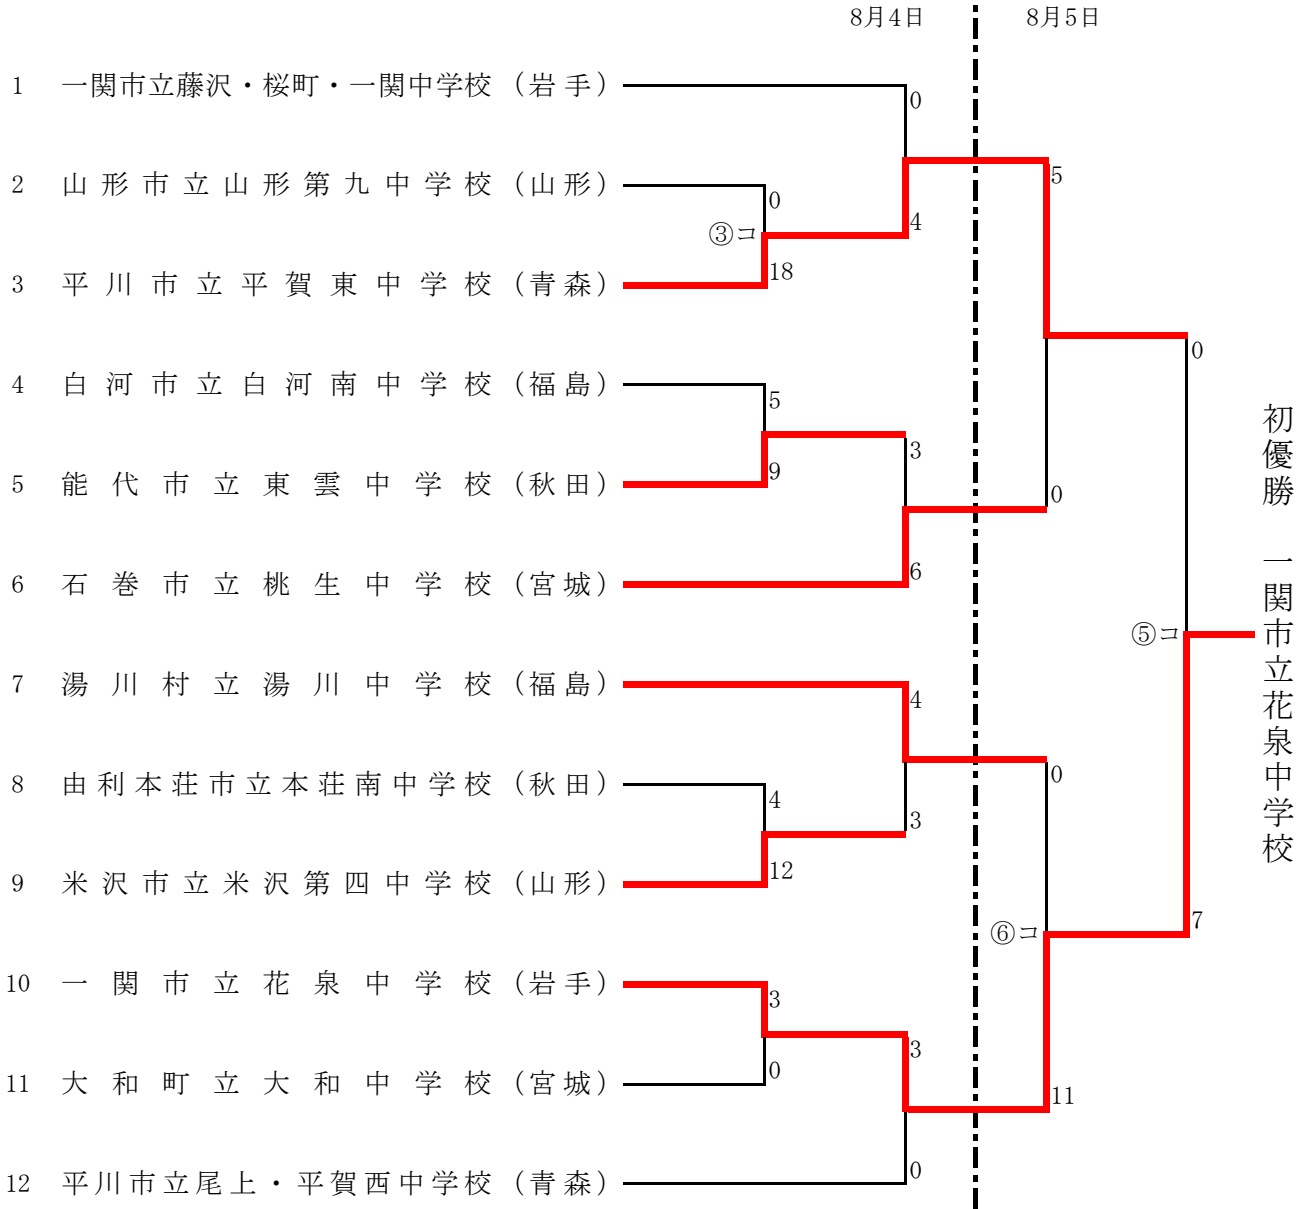 8月4日
8月5日
1 一関市立藤沢・桜町・一関中学校 （岩手）
0
2 山形市立山形第九中学校 （山形）
5
0
③コ
4
18
3 平川市立平賀東中学校 （青森）
0
4 白河市立白河南中学校 （福島）
5
3
9
5 能代市立東雲中学校 （秋田）
0
6
6 石巻市立桃生中学校 （宮城）
⑤コ
初優勝 一関市立花泉中学校
7 湯川村立湯川中学校 （福島）
4
0
8 由利本荘市立本荘南中学校 （秋田）
4
3
12
9 米沢市立米沢第四中学校 （山形）
7
⑥コ
10 一関市立花泉中学校 （岩手）
3
3
0
11 大和町立大和中学校 （宮城）
11
0
12 平川市立尾上・平賀西中学校 （青森）